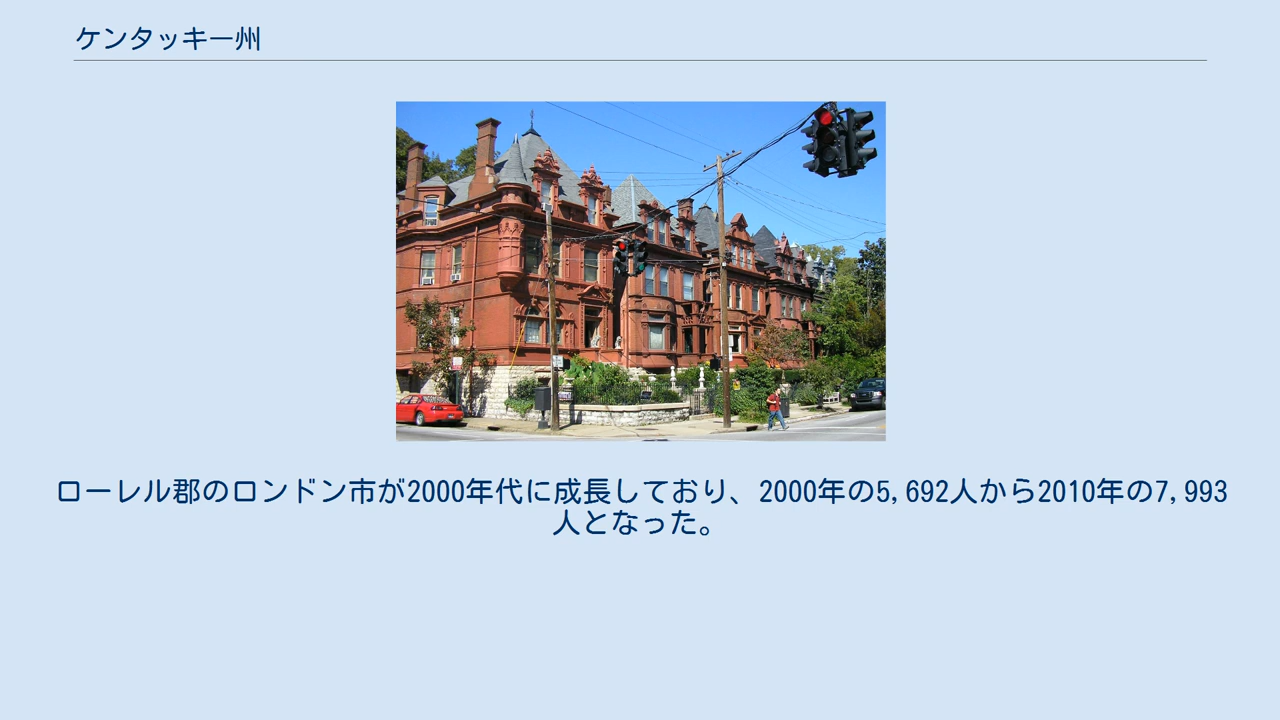 ケンタッキー州
ローレル郡のロンドン市が2000年代に成長しており、2000年の5,692人から2010年の7,993
人となった。